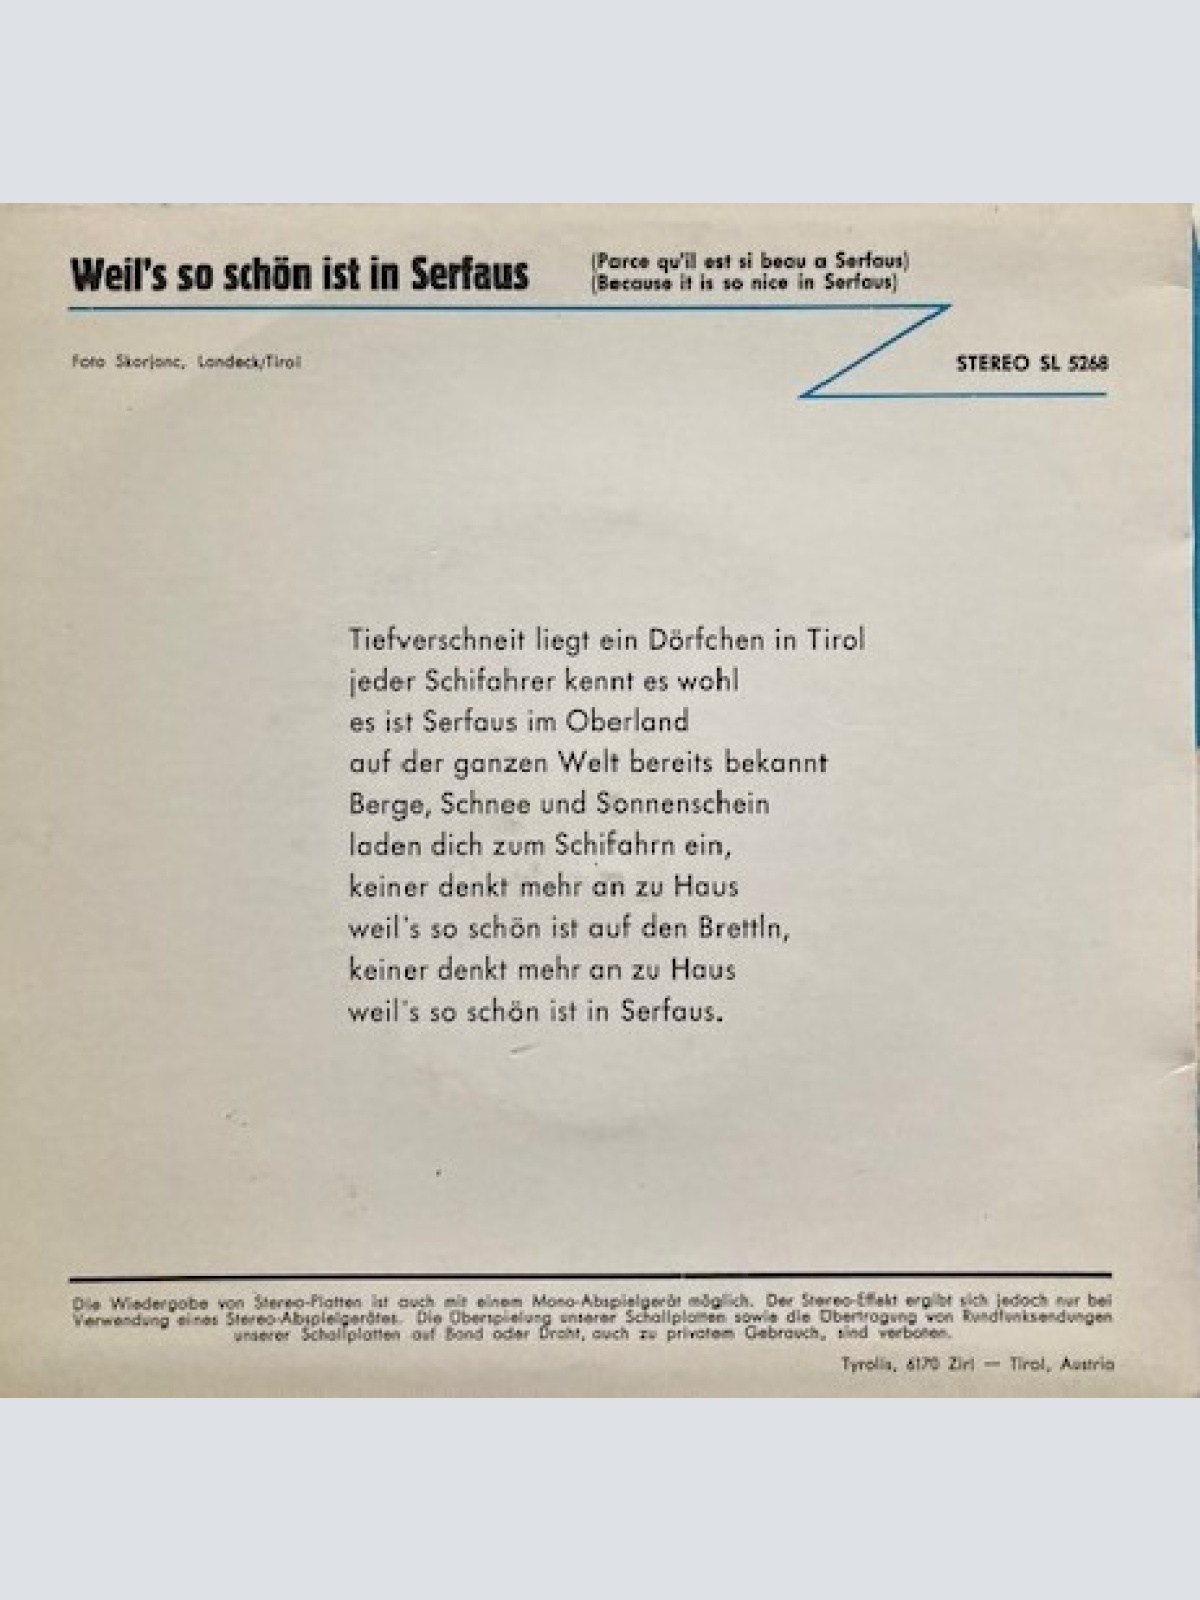 Weil's so schön ist in Serfaus
(Parce qu'il est si beau a Serfaus)
(Because it is so nice in Serfaus)
Foto Skorjanc, Landeck/Tirol
STEREO SL 5268
Tiefverschneit liegt ein Dörfchen in Tirol
jeder Schifahrer kennt es wohl
es ist Serfaus im Oberland
auf der ganzen Welt bereits bekannt
Berge, Schnee und Sonnenschein
laden dich zum Schifahrn ein,
keiner denkt mehr an zu Haus
weil's so schön ist auf den Brettln,
keiner denkt mehr an zu Haus
weil's so schön ist in Serfaus.
Die Wiedergabe von Stereo-Platten ist auch mit einem Mono-Abspielgerät möglich. Der Stereo-Effekt ergibt sich jedoch nur bei
Verwendung eines Stereo-Abspielgerätes. Die Überspielung unserer Schallplatten sowie die Übertragung von Rundfunksendungen
unserer Schallplatten auf Band oder Draht, auch zu privatem Gebrauch, sind verboten.
Tyrolis, 6170 Zirl — Tirol, Austria